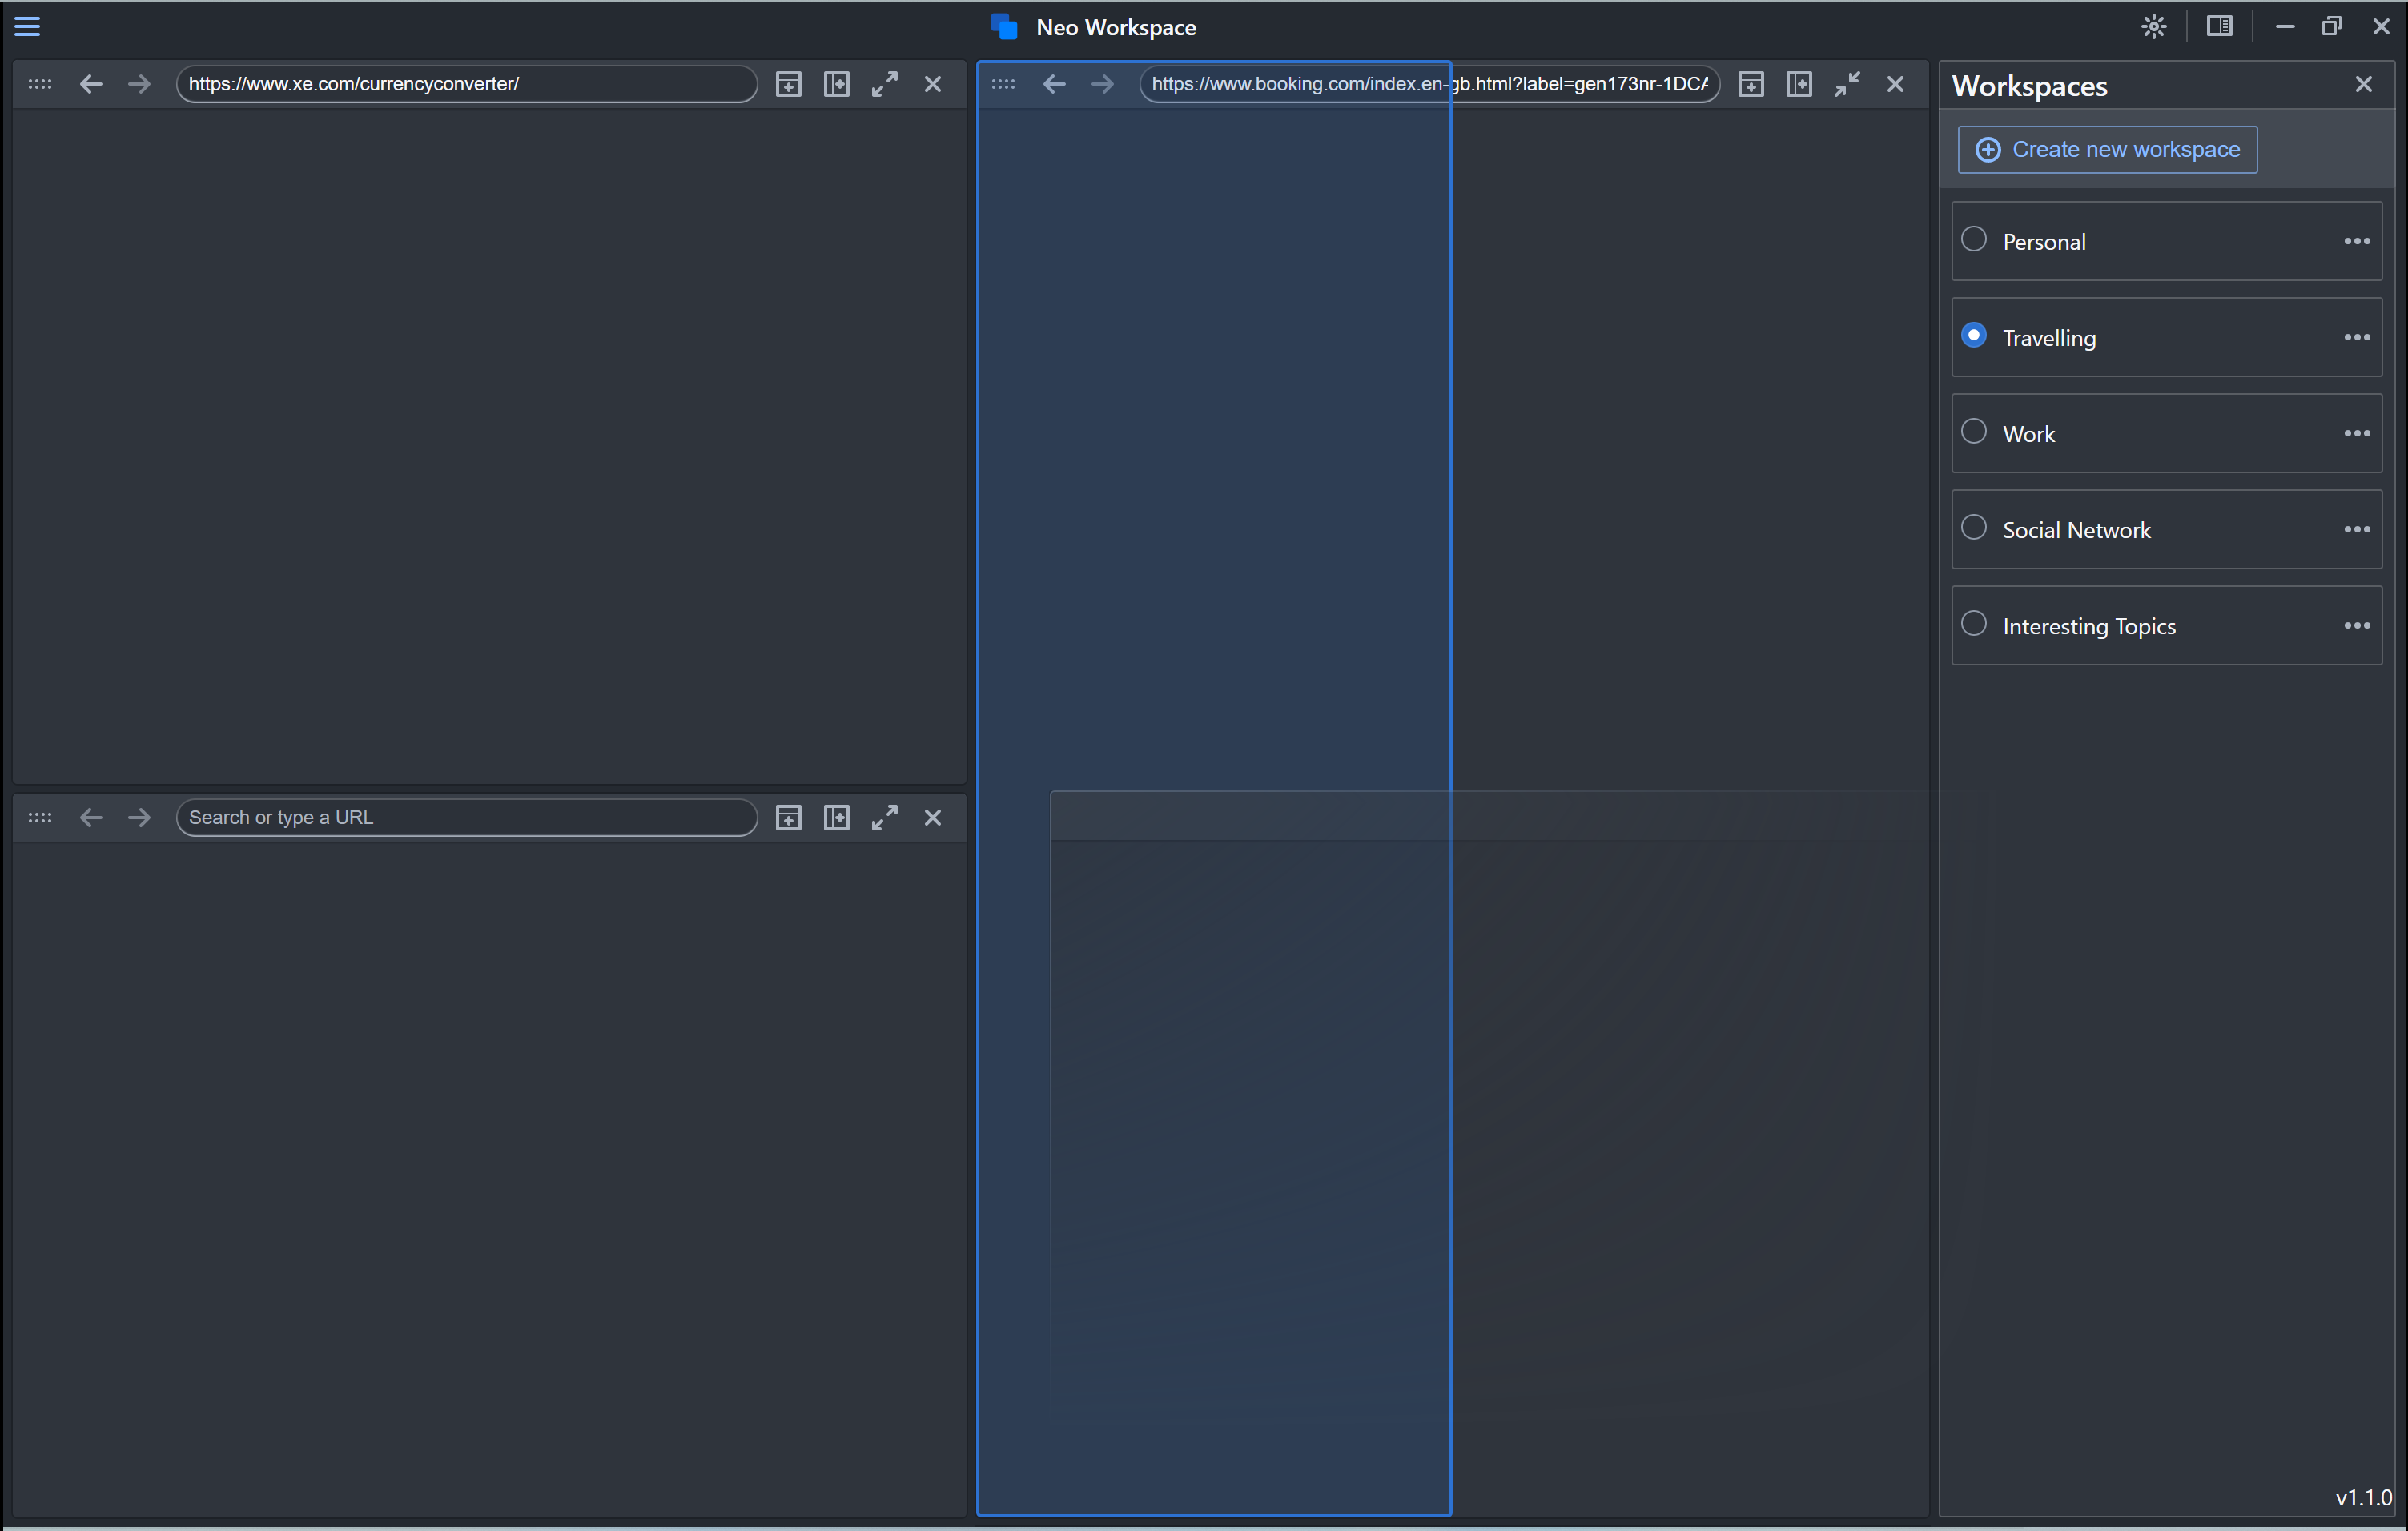 Neo Workspace
https://www.xe.com/currencyconverter/
https://www.booking.com/index.en-gb.html?label=gen173nr-1DCA
Search or type a URL
Workspaces
Create new workspace
Personal
Travelling
Work
Social Network
Interesting Topics
v1.1.0